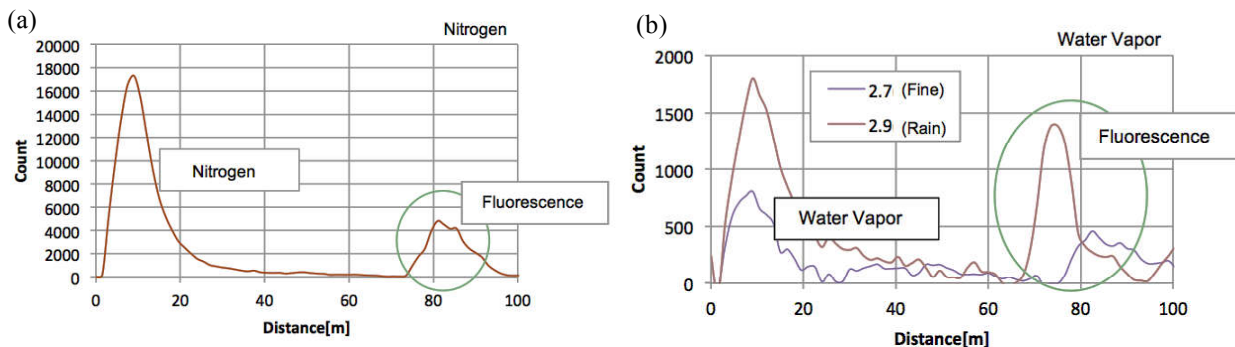 (a)
Nitrogen
20000
18000
16000
14000
12000
10000
8000
6000
4000
2000
0
Count
Nitrogen
Fluorescence
0 20 40 60 80 100
Distance[m]
(b)
Water Vapor
2000
1500
1000
500
0
Count
2.7 (Fine)
2.9 (Rain)
Fluorescence
Water Vapor
0 20 40 60 80 100
Distance[m]